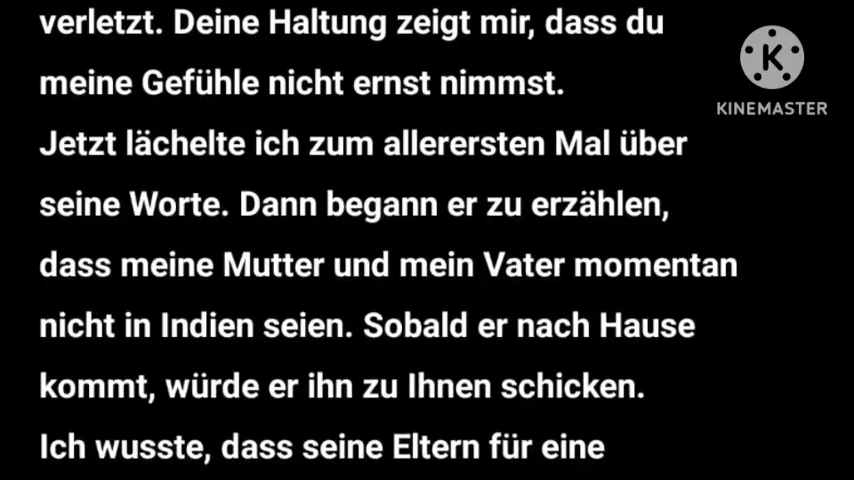 verletzt. Deine Haltung zeigt mir, dass du
meine Gefühle nicht ernst nimmst.
Jetzt lächelte ich zum allerersten Mal über
seine Worte. Dann begann er zu erzählen,
dass meine Mutter und mein Vater momentan
nicht in Indien seien. Sobald er nach Hause
kommt, würde er ihn zu Ihnen schicken.
Ich wusste, dass seine Eltern für eine
K
KINEMASTER